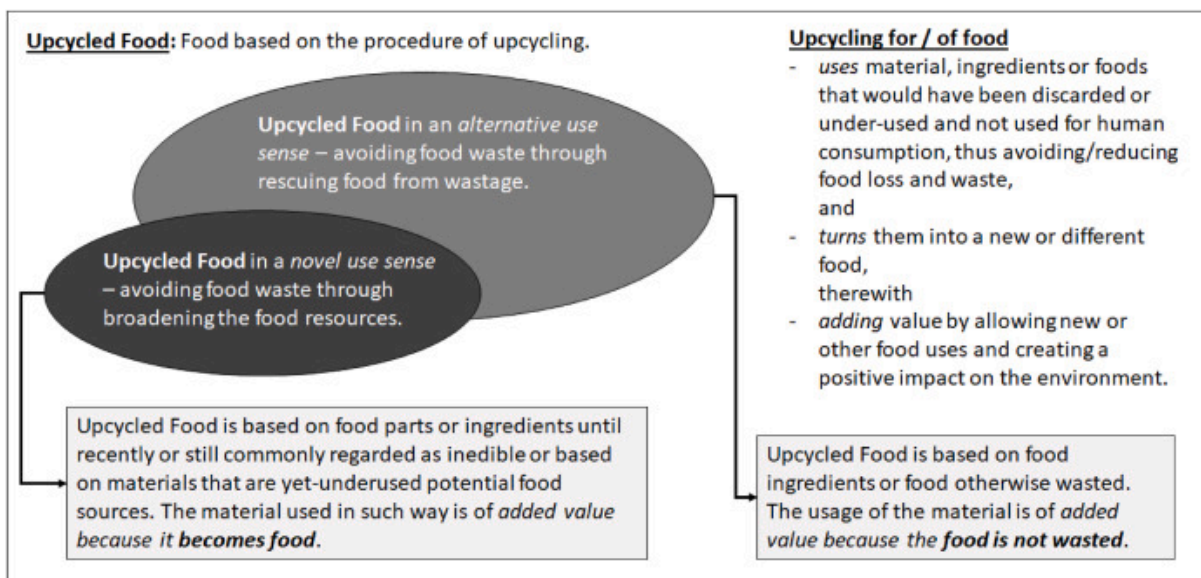 Upcycled Food: Food based on the procedure of upcycling.
Upcycled Food in an alternative use
sense – avoiding food waste through
rescuing food from wastage.
Upcycled Food in a novel use sense
– avoiding food waste through
broadening the food resources.
Upcycled Food is based on food parts or ingredients until
recently or still commonly regarded as inedible or based
on materials that are yet-underused potential food
sources. The material used in such way is of added value
because it becomes food.
Upcycling for / of food
- uses material, ingredients or foods
that would have been discarded or
under-used and not used for human
consumption, thus avoiding/reducing
food loss and waste,
and
- turns them into a new or different
food,
therewith
- adding value by allowing new or
other food uses and creating a
positive impact on the environment.
Upcycled Food is based on food
ingredients or food otherwise wasted.
The usage of the material is of added
value because the food is not wasted.